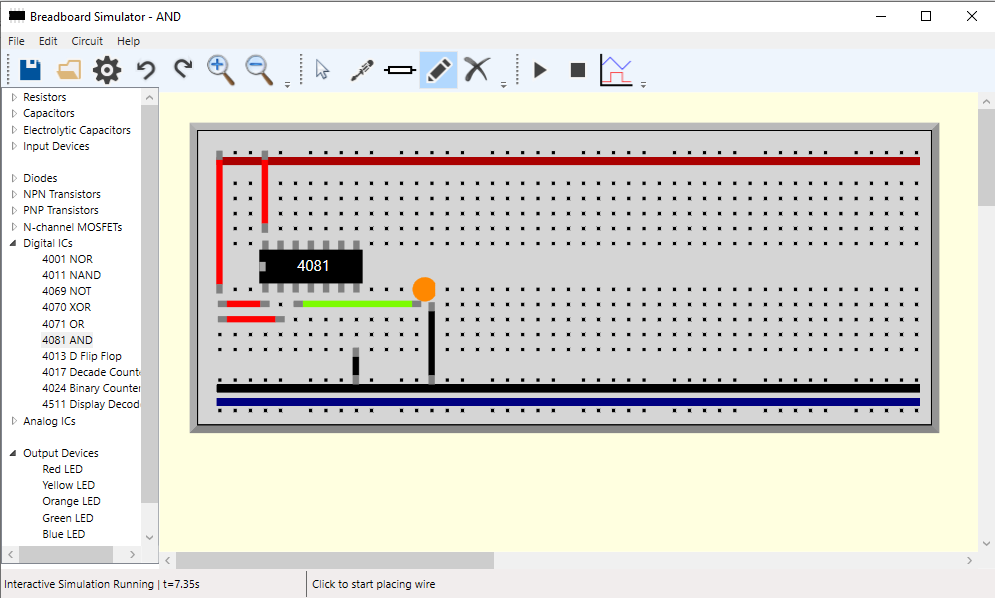 Breadboard Simulator - AND
File Edit Circuit Help
Resistors
Capacitors
Electrolytic Capacitors
Input Devices
Diodes
NPN Transistors
PNP Transistors
N-channel MOSFETs
Digital ICs
4001 NOR
4011 NAND
4069 NOT
4070 XOR
4071 OR
4081 AND
4013 D Flip Flop
4017 Decade Count
4024 Binary Counter
4511 Display Decod
Analog ICs
Output Devices
Red LED
Yellow LED
Orange LED
Green LED
Blue LED
4081
Interactive Simulation Running | t=7.35s
Click to start placing wire